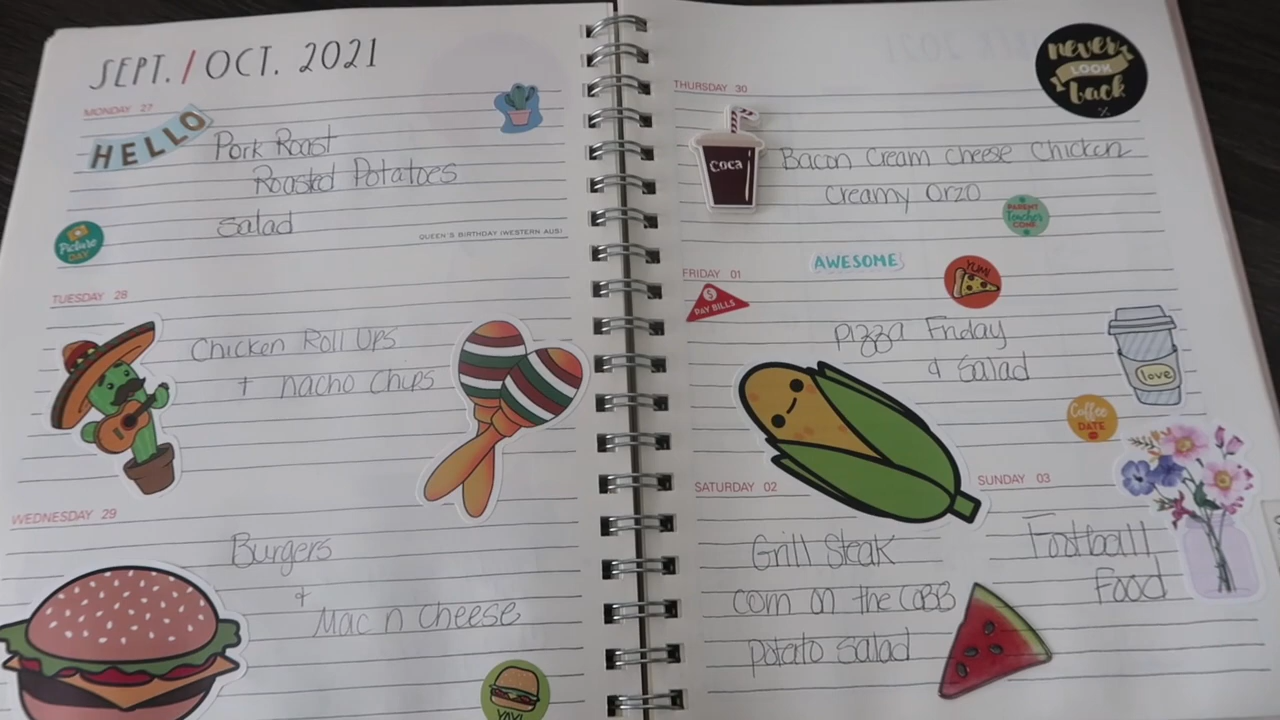 SEPT. / OCT. 2021
MONDAY 27
HELLO
Pork Roast
Roasted Potatoes
Salad
Picture DAY
QUEEN'S BIRTHDAY (WESTERN AUS)
TUESDAY 28
Chicken Roll Ups
+ nacho chips
WEDNESDAY 29
Burgers
+
Mac n cheese
YAY!
never
LOOK
back
THURSDAY 30
COCA
Bacon Cream cheese Chicken
Creamy Orzo
PARENT
Teacher
CONF
FRIDAY 01
AWESOME
YUM!
$
PAY BILLS
Pizza Friday
& Salad
love
Coffee
DATE
SATURDAY 02
Grill Steak
corn on the COBB
potato salad
SUNDAY 03
Football
Food